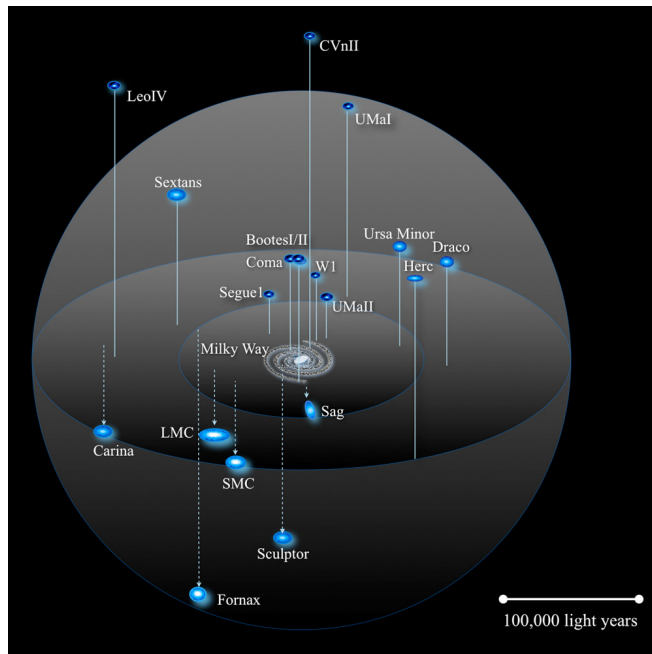 CVnII
LeoIV
UMaI
Sextans
BootesI/II
Ursa Minor
Draco
Coma
W1
Herc
Segue1
UMaII
Milky Way
Sag
LMC
Carina
SMC
Sculptor
Fornax
100,000 light years